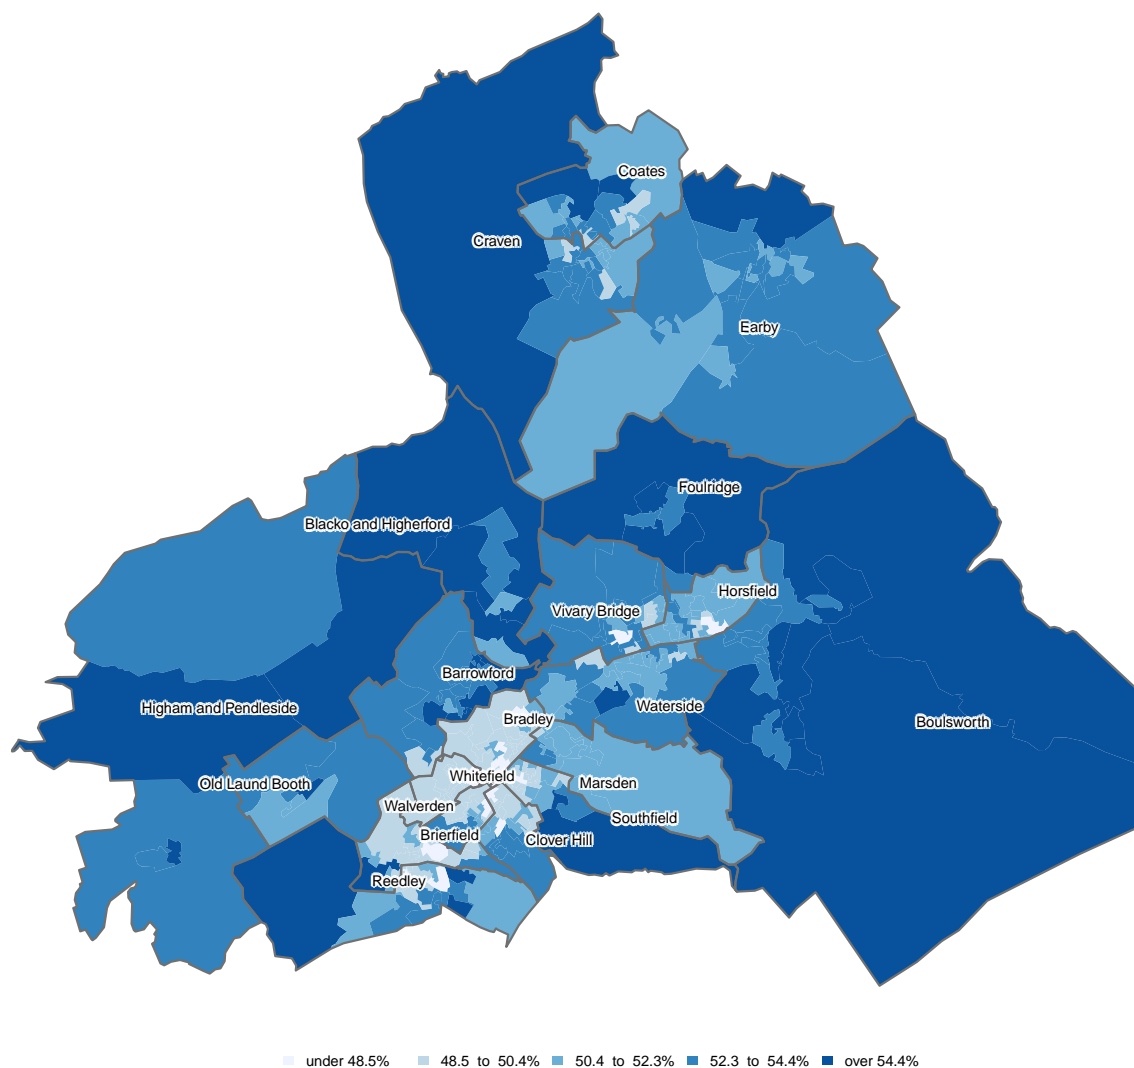 Coates
Craven
Earby
Foulridge
Blacko and Higherford
Horsfield
Vivary Bridge
Barrowford
Higham and Pendleside
Waterside
Bradley
Boulsworth
Whitefield
Old Laund Booth
Marsden
Walverden
Southfield
Brierfield
Clover Hill
Reedley
under 48.5%
48.5 to 50.4%
50.4 to 52.3%
52.3 to 54.4%
over 54.4%